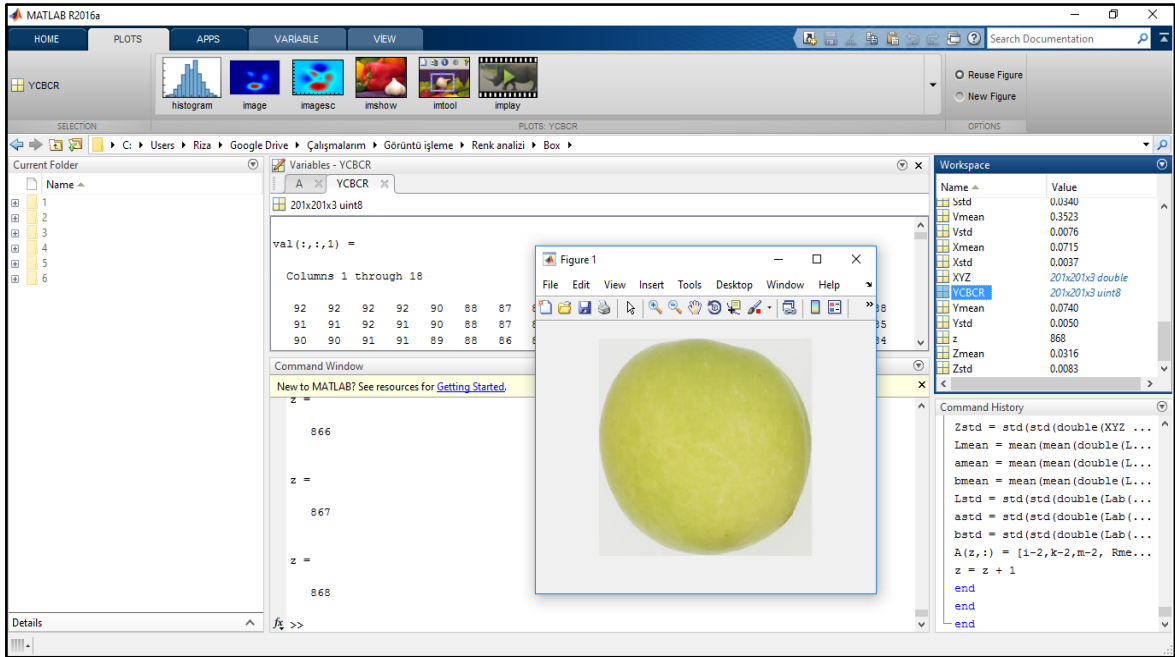 MATLAB R2016a
HOME PLOTS APPS VARİABLE VİEW Search Documentation
YCBCR histogram image imagesc imshow imtool implay Reuse Figure
New Figure
SELECTİON PLOTS: YCBCR OPTİONS
C: Users Riza Google Drive Çalışmalarım Görüntü işleme Renk analizi Box
Current Folder
Name
1
2
3
4
5
6
Details
Variables - YCBCR
A YCBCR
201x201x3 uint8
val(:,:,1) =
Columns 1 through 18
92 92 92 92 90 88 87
91 91 92 91 90 88 87
90 90 91 91 89 88 86
Command Window
New to MATLAB? See resources for Getting Started.
z =
866
z =
867
z =
868
fx >>
Figure 1
File Edit View Insert Tools Desktop Window Help
Workspace
Name Value
Sstd 0.0340
Vmean 0.3523
Vstd 0.0076
Xmean 0.0715
Xstd 0.0037
XYZ 201x201x3 double
YCBCR 201x201x3 uint8
Ymean 0.0740
Ystd 0.0050
z 868
Zmean 0.0316
Zstd 0.0083
Command History
Zstd = std(std(double(XYZ ...
Lmean = mean(mean(double(L...
amean = mean(mean(double(L...
bmean = mean(mean(double(L...
Lstd = std(std(double(Lab(...
astd = std(std(double(Lab(...
bstd = std(std(double(Lab(...
A(z,:) = [i-2,k-2,m-2, Rme...
z = z + 1
end
end
end